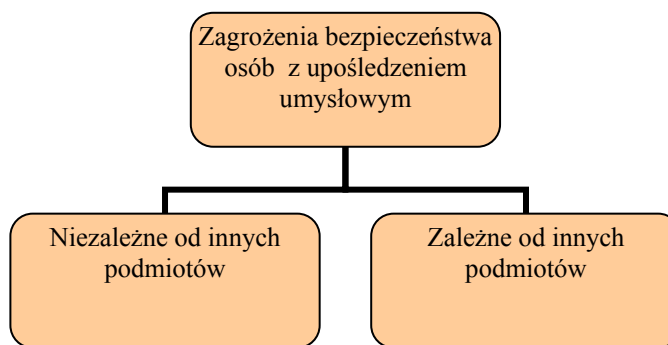 Zagrożenia bezpieczeństwa
osób z upośledzeniem
umysłowym
Niezależne od innych
podmiotów
Zależne od innych
podmiotów